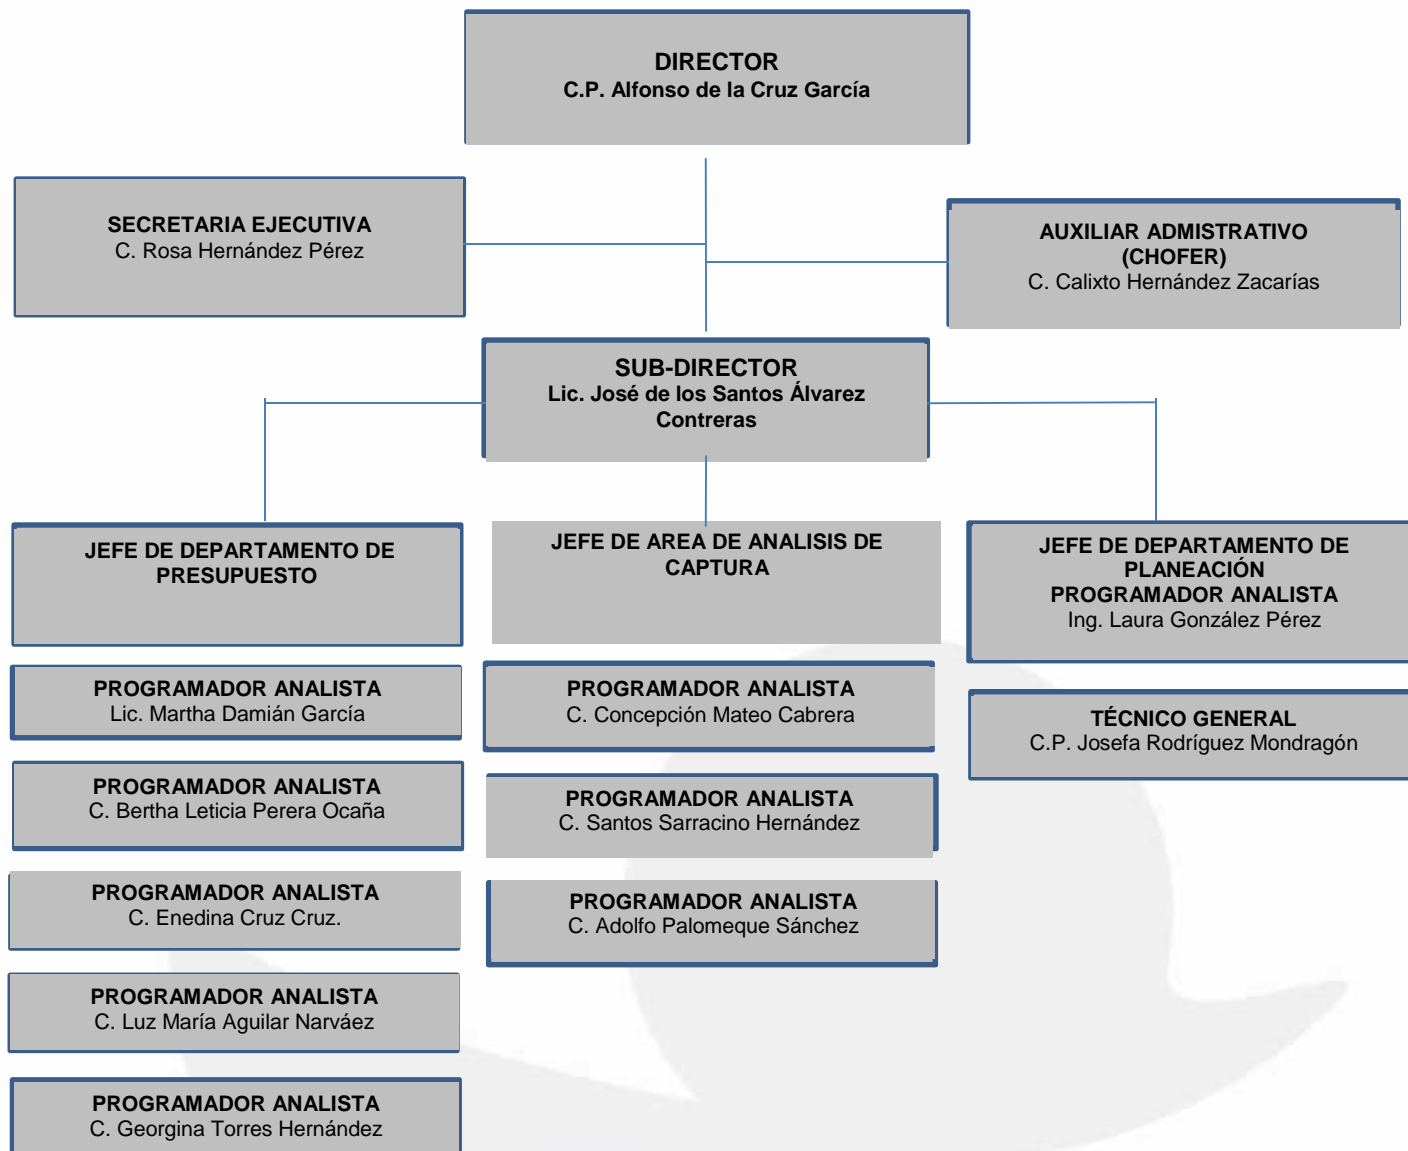 DIRECTOR
C.P. Alfonso de la Cruz García
SECRETARIA EJECUTIVA
C. Rosa Hernández Pérez
AUXILIAR ADMISTRATIVO
(CHOFER)
C. Calixto Hernández Zacarías
SUB-DIRECTOR
Lic. José de los Santos Álvarez
Contreras
JEFE DE DEPARTAMENTO DE
PRESUPUESTO
PROGRAMADOR ANALISTA
Lic. Martha Damián García
PROGRAMADOR ANALISTA
C. Bertha Leticia Perera Ocaña
PROGRAMADOR ANALISTA
C. Enedina Cruz Cruz.
PROGRAMADOR ANALISTA
C. Luz María Aguilar Narváez
PROGRAMADOR ANALISTA
C. Georgina Torres Hernández
JEFE DE AREA DE ANALISIS DE
CAPTURA
PROGRAMADOR ANALISTA
C. Concepción Mateo Cabrera
PROGRAMADOR ANALISTA
C. Santos Sarracino Hernández
PROGRAMADOR ANALISTA
C. Adolfo Palomeque Sánchez
JEFE DE DEPARTAMENTO DE
PLANEACIÓN
PROGRAMADOR ANALISTA
Ing. Laura González Pérez
TÉCNICO GENERAL
C.P. Josefa Rodríguez Mondragón